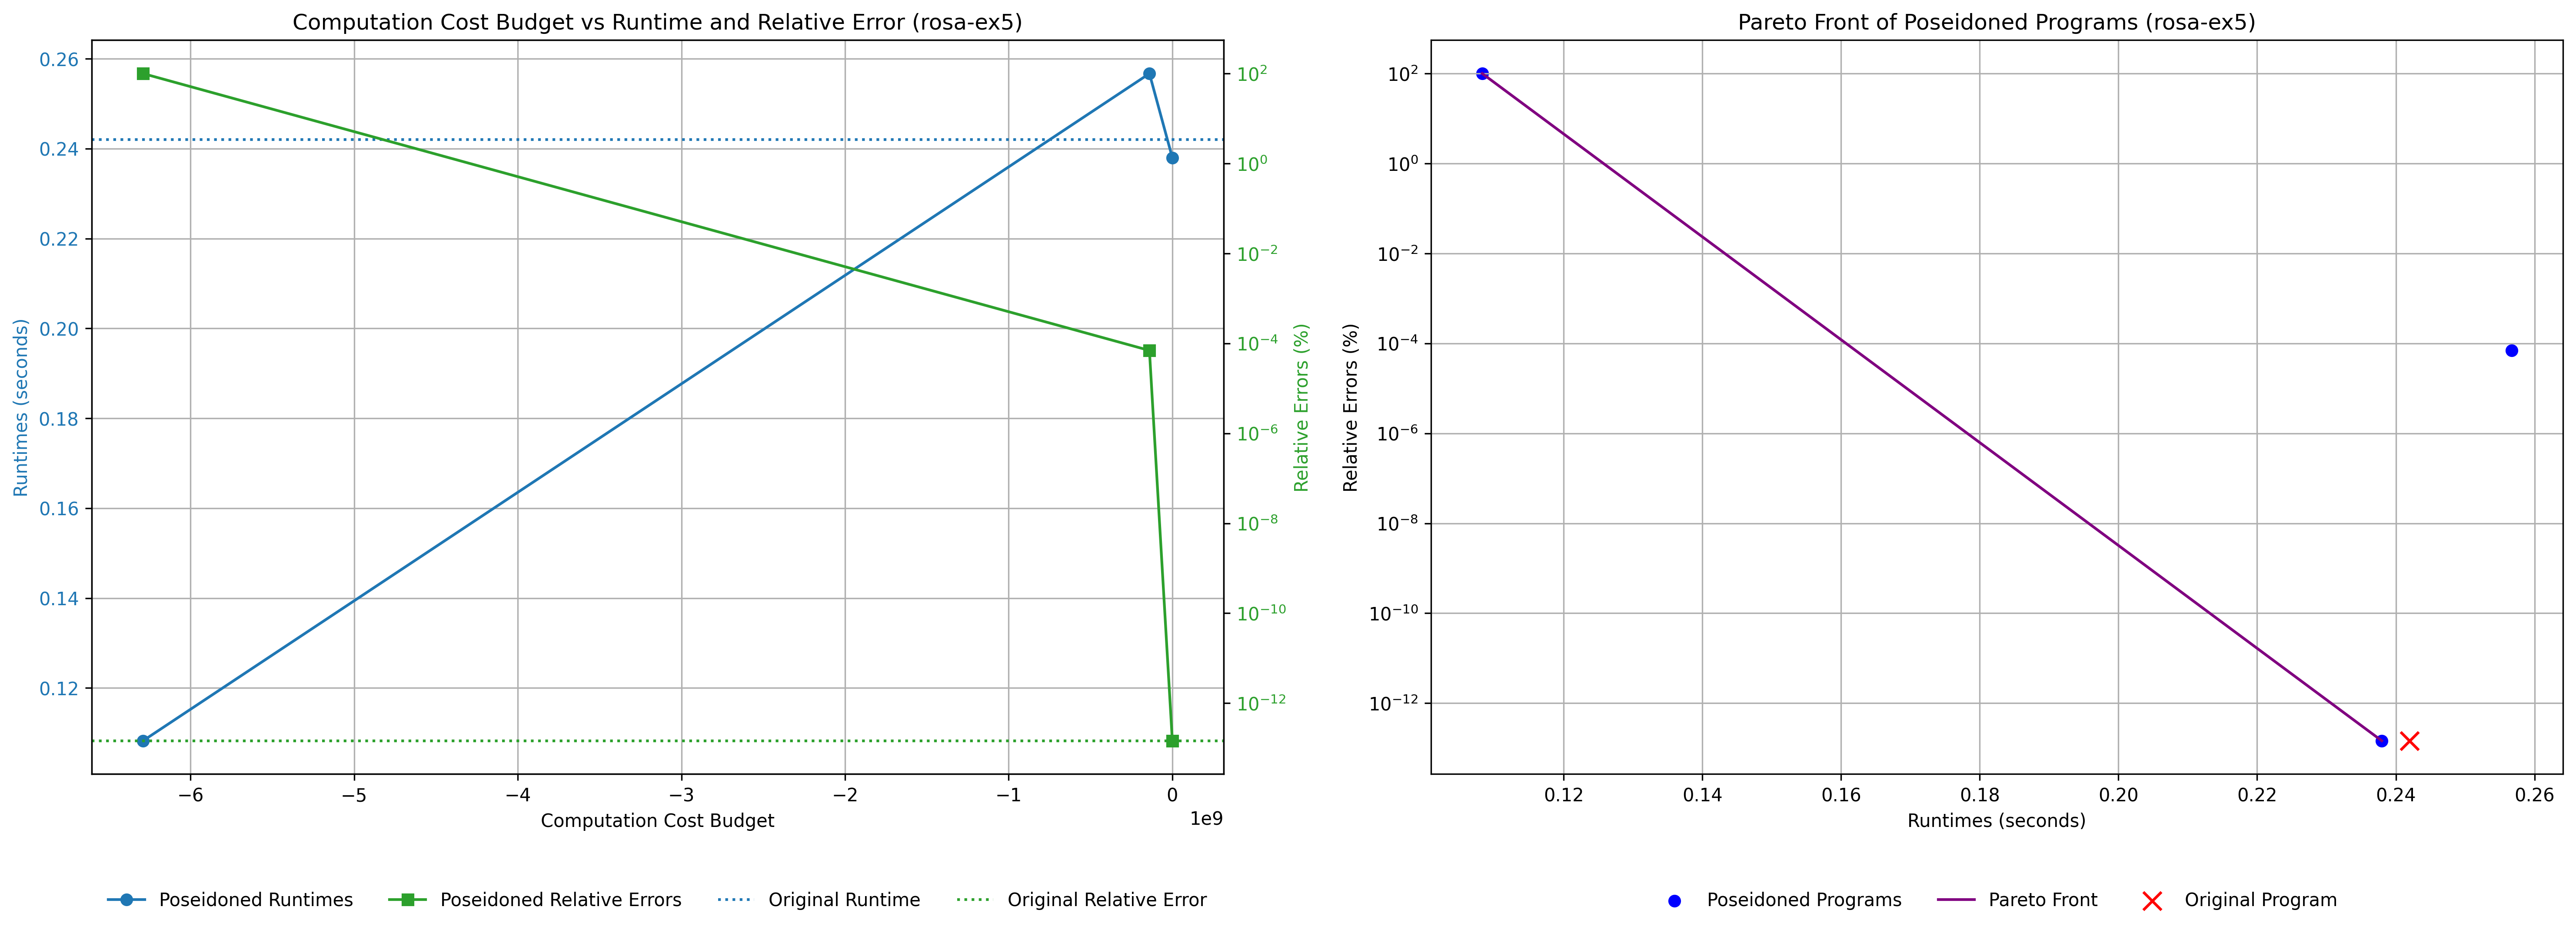 Computation Cost Budget vs Runtime and Relative Error (rosa-ex5)
Runtimes (seconds)
0.26
0.24
0.22
0.20
0.18
0.16
0.14
0.12
10²
10⁰
10⁻²
10⁻⁴
10⁻⁶
10⁻⁸
10⁻¹⁰
10⁻¹²
Relative Errors (%)
−6 −5 −4 −3 −2 −1 0
Computation Cost Budget
1e9
Poseidoned Runtimes Poseidoned Relative Errors Original Runtime Original Relative Error
Pareto Front of Poseidoned Programs (rosa-ex5)
Relative Errors (%)
10²
10⁰
10⁻²
10⁻⁴
10⁻⁶
10⁻⁸
10⁻¹⁰
10⁻¹²
0.12 0.14 0.16 0.18 0.20 0.22 0.24 0.26
Runtimes (seconds)
Poseidoned Programs Pareto Front Original Program